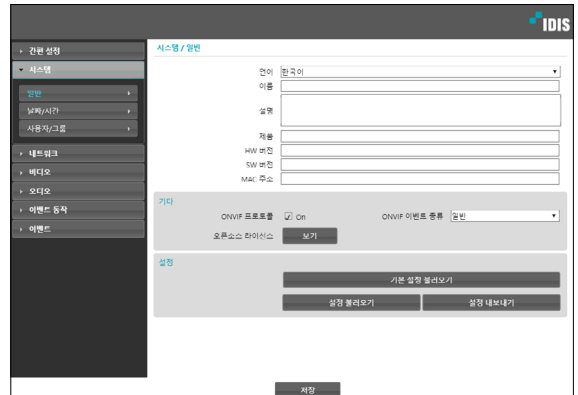 IDIS
간편 설정
시스템
일반
날짜/시간
사용자/그룹
네트워크
비디오
오디오
이벤트 동작
이벤트
시스템 / 일반
언어 한국어
이름
설명
제품
HW 버전
SW 버전
MAC 주소
기타
ONVIF 프로토콜 On ONVIF 이벤트 종류 일반
오픈소스 라이선스 보기
설정
기본 설정 불러오기
설정 불러오기 설정 내보내기
저장